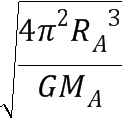 √(4π²R_A³ / GM_A)